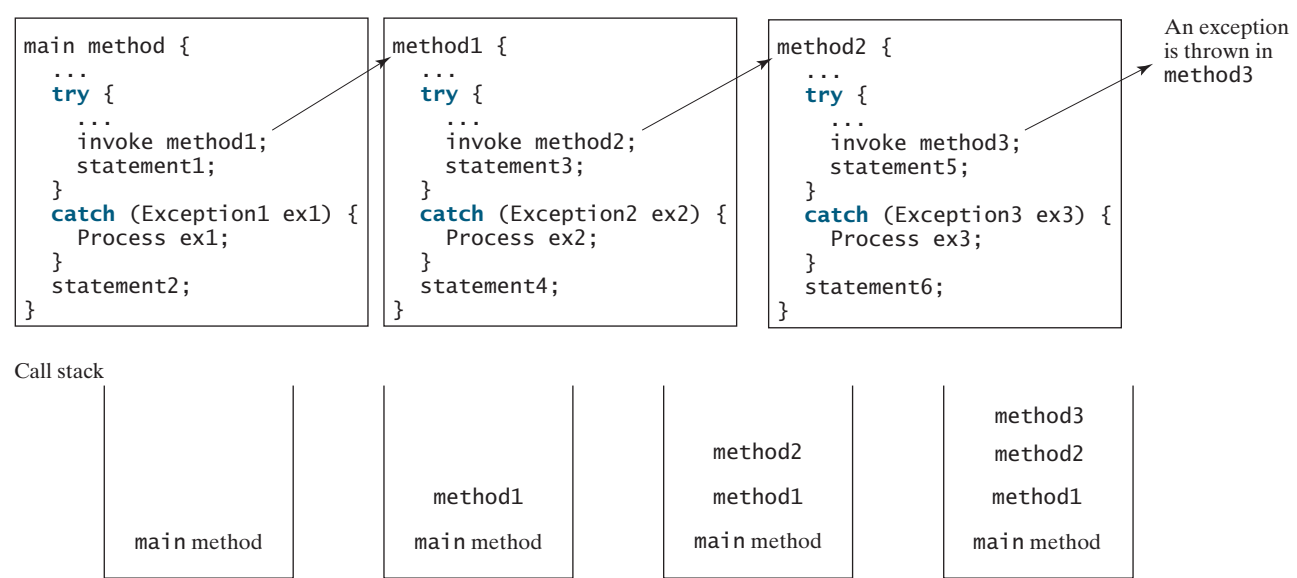 main method {
...
try {
...
invoke method1;
statement1;
}
catch (Exception1 ex1) {
Process ex1;
}
statement2;
}
method1 {
...
try {
...
invoke method2;
statement3;
}
catch (Exception2 ex2) {
Process ex2;
}
statement4;
}
method2 {
...
try {
...
invoke method3;
statement5;
}
catch (Exception3 ex3) {
Process ex3;
}
statement6;
}
An exception
is thrown in
method3
Call stack
main method
method1
main method
method2
method1
main method
method3
method2
method1
main method